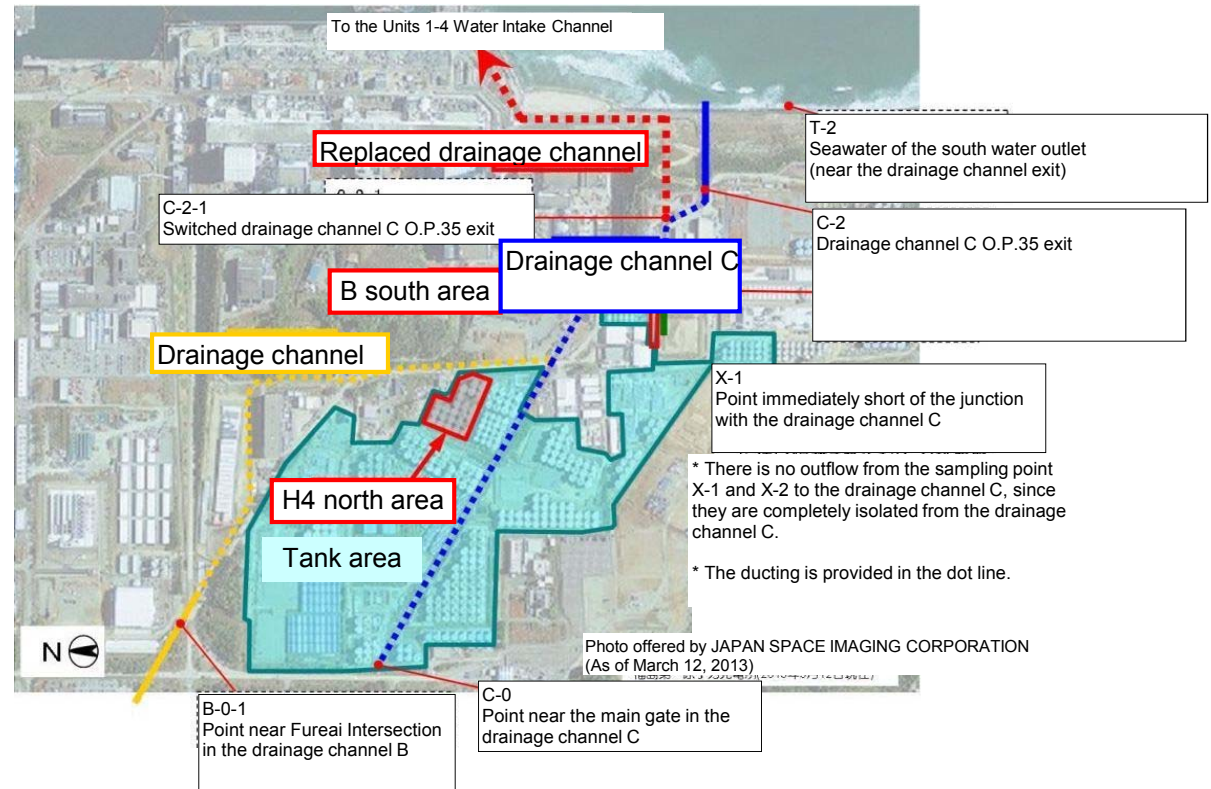 To the Units 1-4 Water Intake Channel
T-2
Seawater of the south water outlet
(near the drainage channel exit)
Replaced drainage channel
C-2-1
Switched drainage channel C O.P.35 exit
C-2
Drainage channel C O.P.35 exit
Drainage channel C
B south area
Drainage channel
X-1
Point immediately short of the junction
with the drainage channel C
* There is no outflow from the sampling point
X-1 and X-2 to the drainage channel C, since
they are completely isolated from the drainage
channel C.
* The ducting is provided in the dot line.
H4 north area
Tank area
N
Photo offered by JAPAN SPACE IMAGING CORPORATION
(As of March 12, 2013)
B-0-1
Point near Fureai Intersection
in the drainage channel B
C-0
Point near the main gate in the
drainage channel C